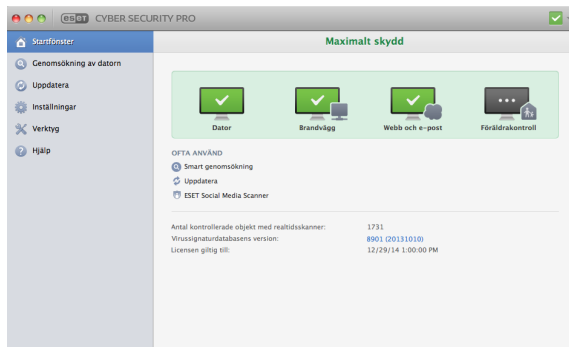 eset CYBER SECURITY PRO
Startfönster
Genomsökning av datorn
Uppdatera
Inställningar
Verktyg
Hjälp
Maximalt skydd
Dator Brandvägg Webb och e-post Föräldrakontroll
OFTA ANVÄND
Smart genomsökning
Uppdatera
ESET Social Media Scanner
Antal kontrollerade objekt med realtidsskanner: 1731
Virussignaturdatabasens version: 8901 (20131010)
Licensen giltig till: 12/29/14 1:00:00 PM